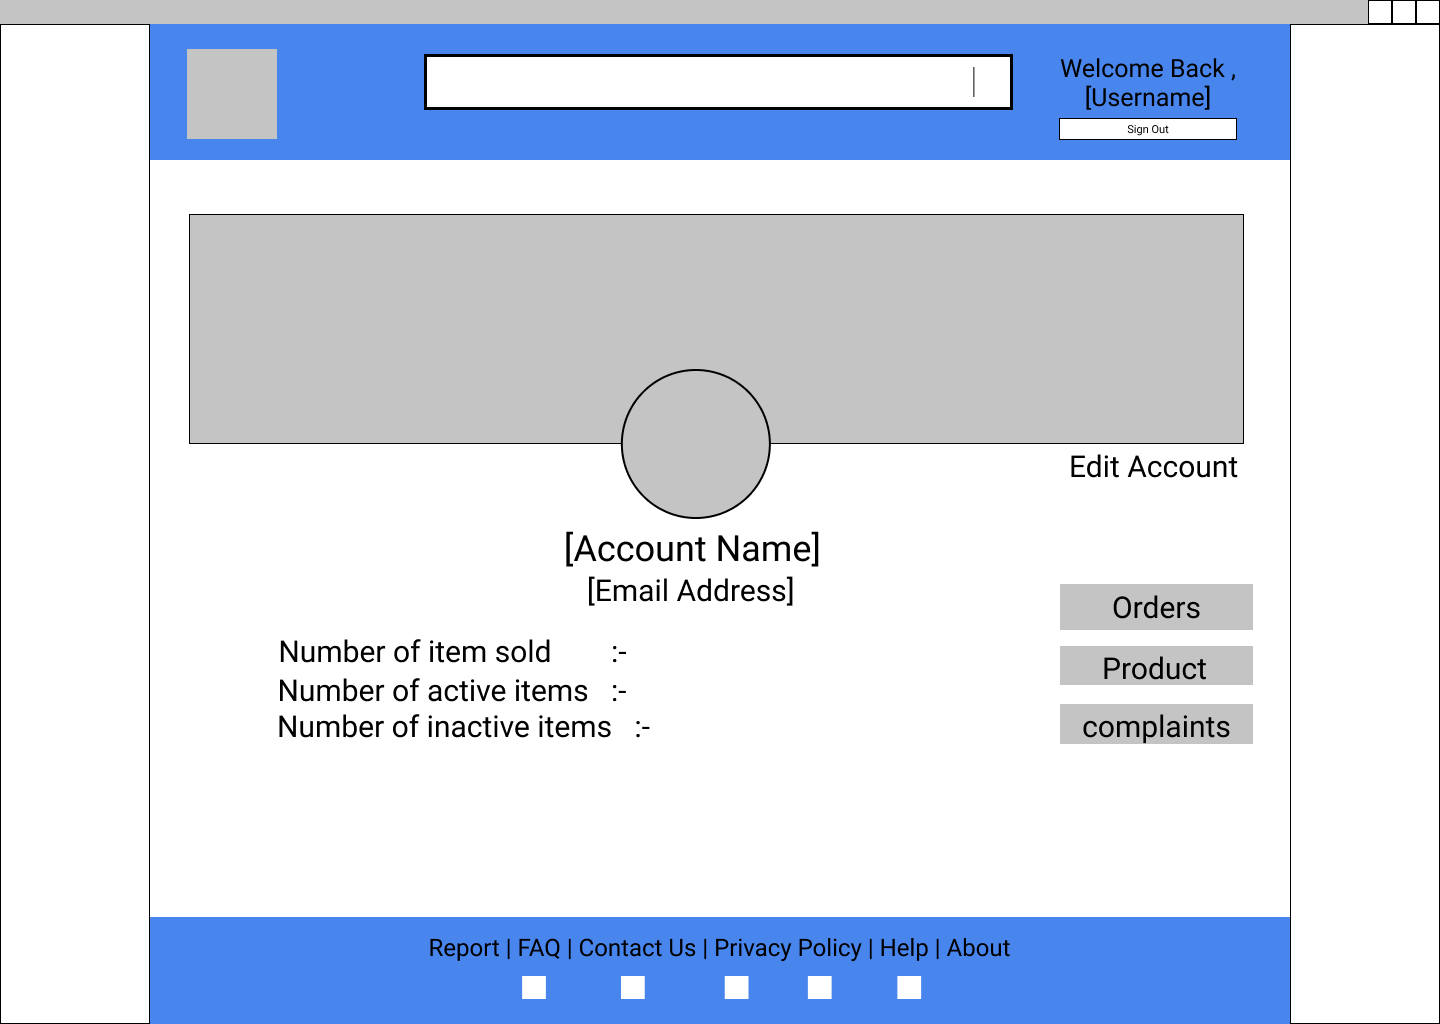 Welcome Back ,
[Username]
Sign Out
Edit Account
[Account Name]
[Email Address]
Number of item sold :-
Number of active items :-
Number of inactive items :-
Orders
Product
complaints
Report | FAQ | Contact Us | Privacy Policy | Help | About